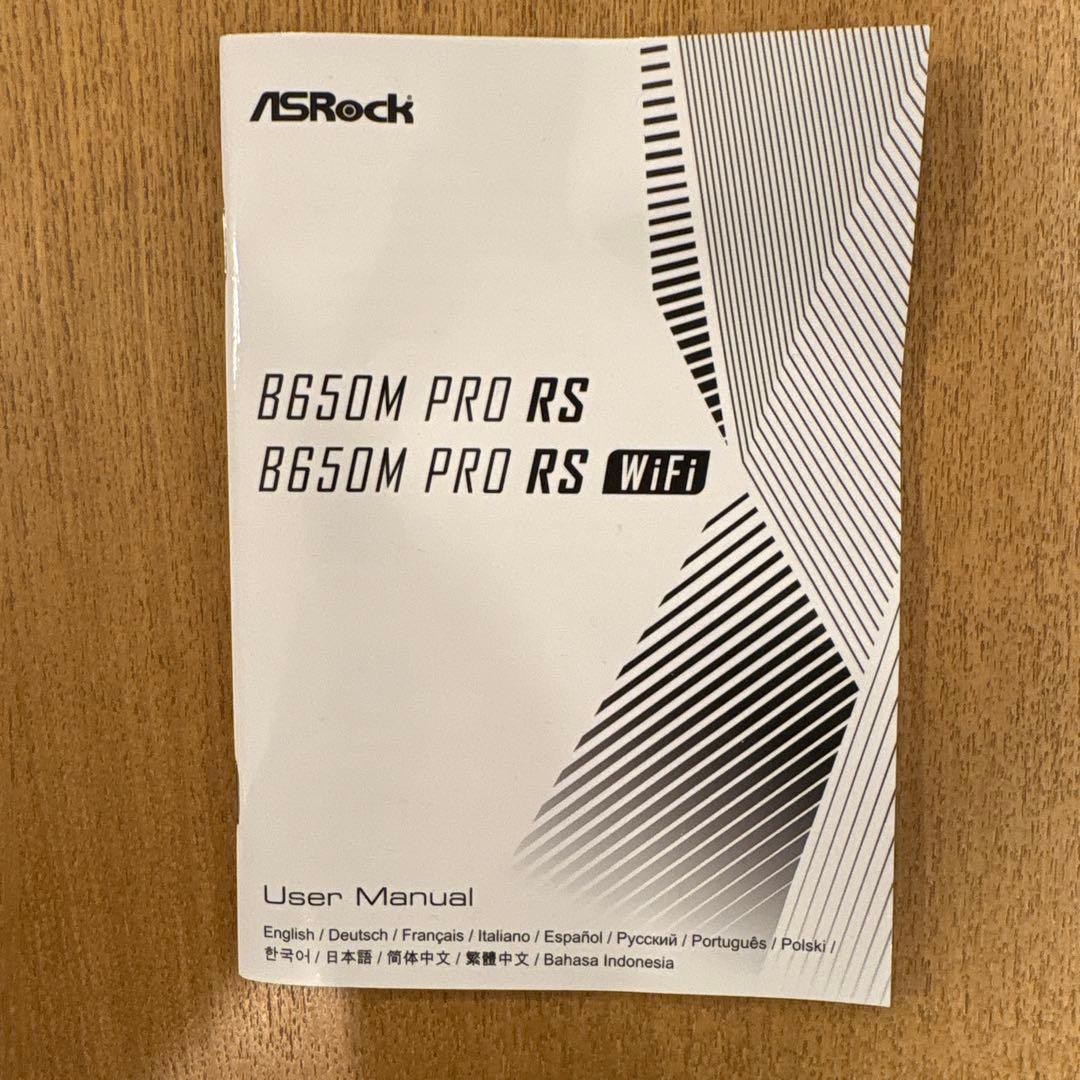 ASRock
B650M PRO RS
B650M PRO RS WiFi
User Manual
English / Deutsch / Français / Italiano / Español / Русский / Português / Polski /
한국어 / 日本語 / 简体中文 / 繁體中文 / Bahasa Indonesia